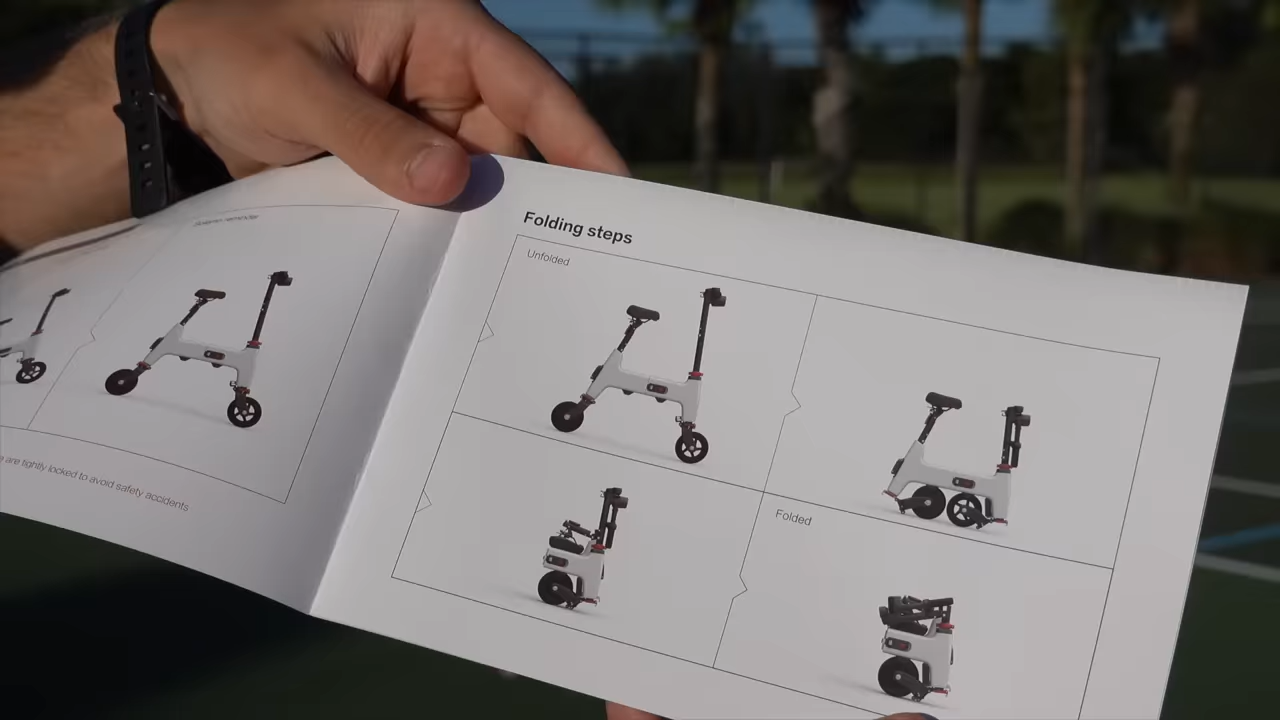 are tightly locked to avoid safety accidents
Folding steps
Unfolded
Folded